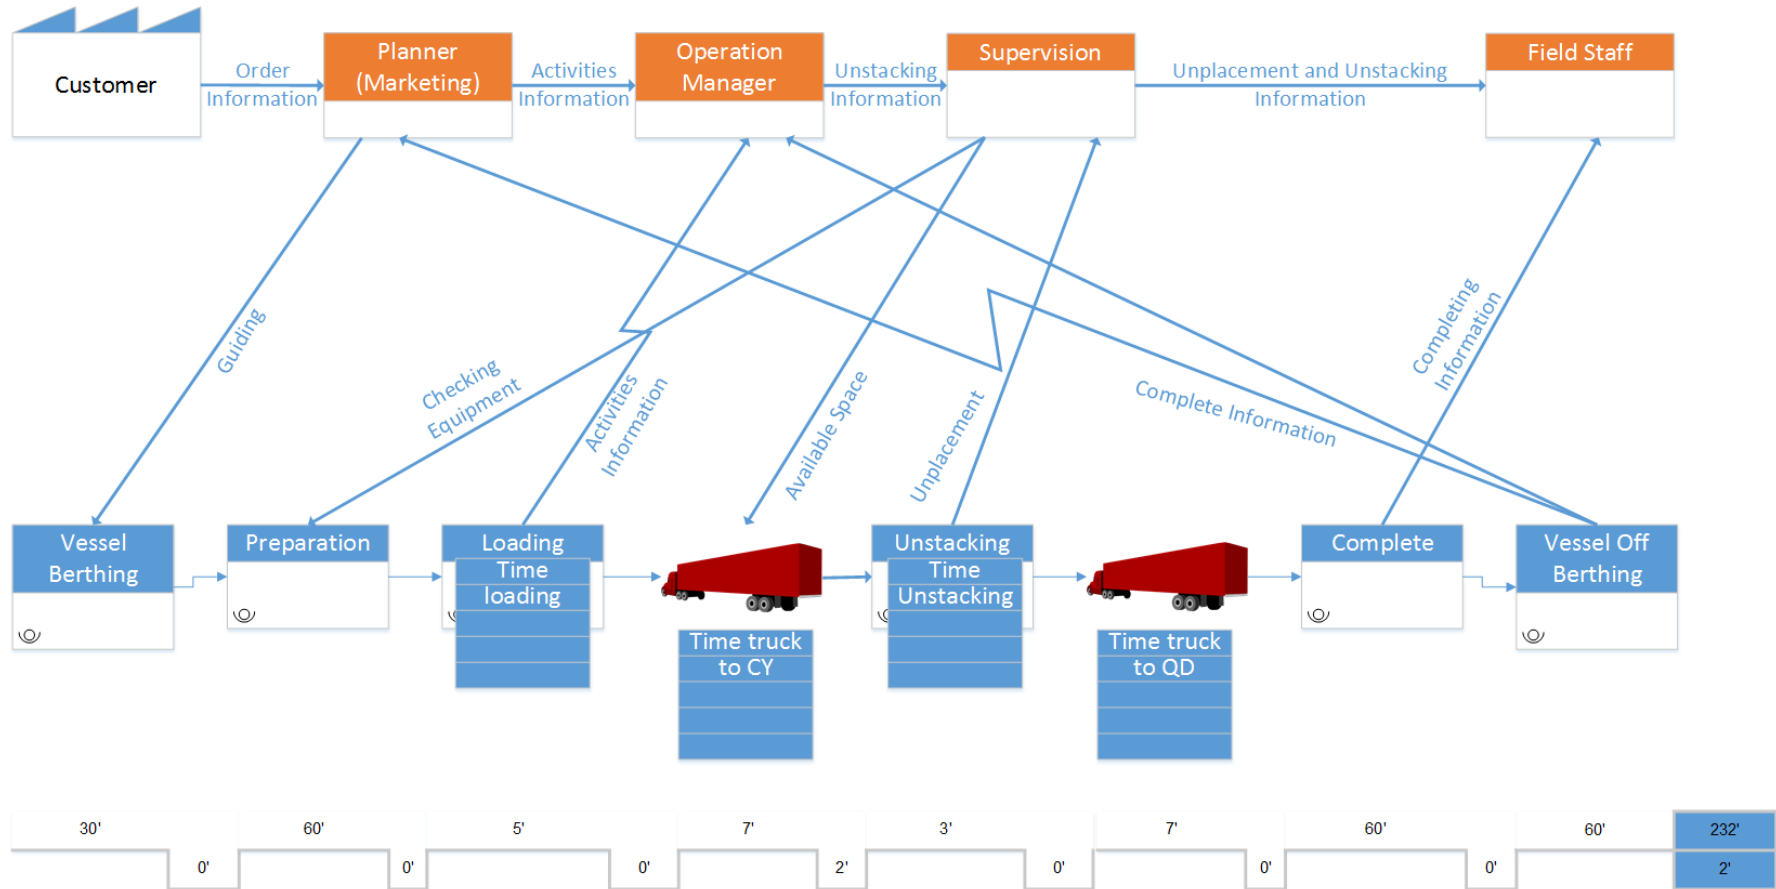 Customer
Order
Information
Planner
(Marketing)
Activities
Information
Operation
Manager
Unstacking
Information
Supervision
Unplacement and Unstacking
Information
Field Staff
Guiding
Checking
Equipment
Activities
Information
Available Space
Unplacement
Complete Information
Completing
Information
Vessel
Berthing
Preparation
Loading
Time
loading
Time truck
to CY
Unstacking
Time
Unstacking
Time truck
to QD
Complete
Vessel Off
Berthing
30'
60'
5'
7'
3'
7'
60'
60'
232'
0'
0'
0'
2'
0'
0'
0'
2'